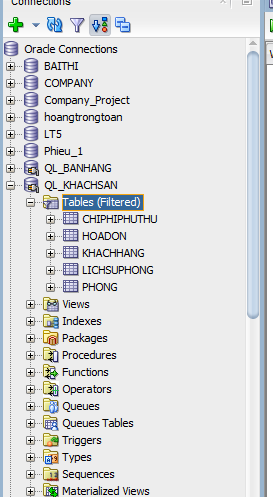 Connections
Oracle Connections
BAITHI
COMPANY
Company_Project
hoangtrongtoan
LT5
Phieu_1
QL_BANHANG
QL_KHACHSAN
Tables (Filtered)
CHIPHIPHUTHU
HOADON
KHACHHANG
LICHSUPHONG
PHONG
Views
Indexes
Packages
Procedures
Functions
Operators
Queues
Queues Tables
Triggers
Types
Sequences
Materialized Views